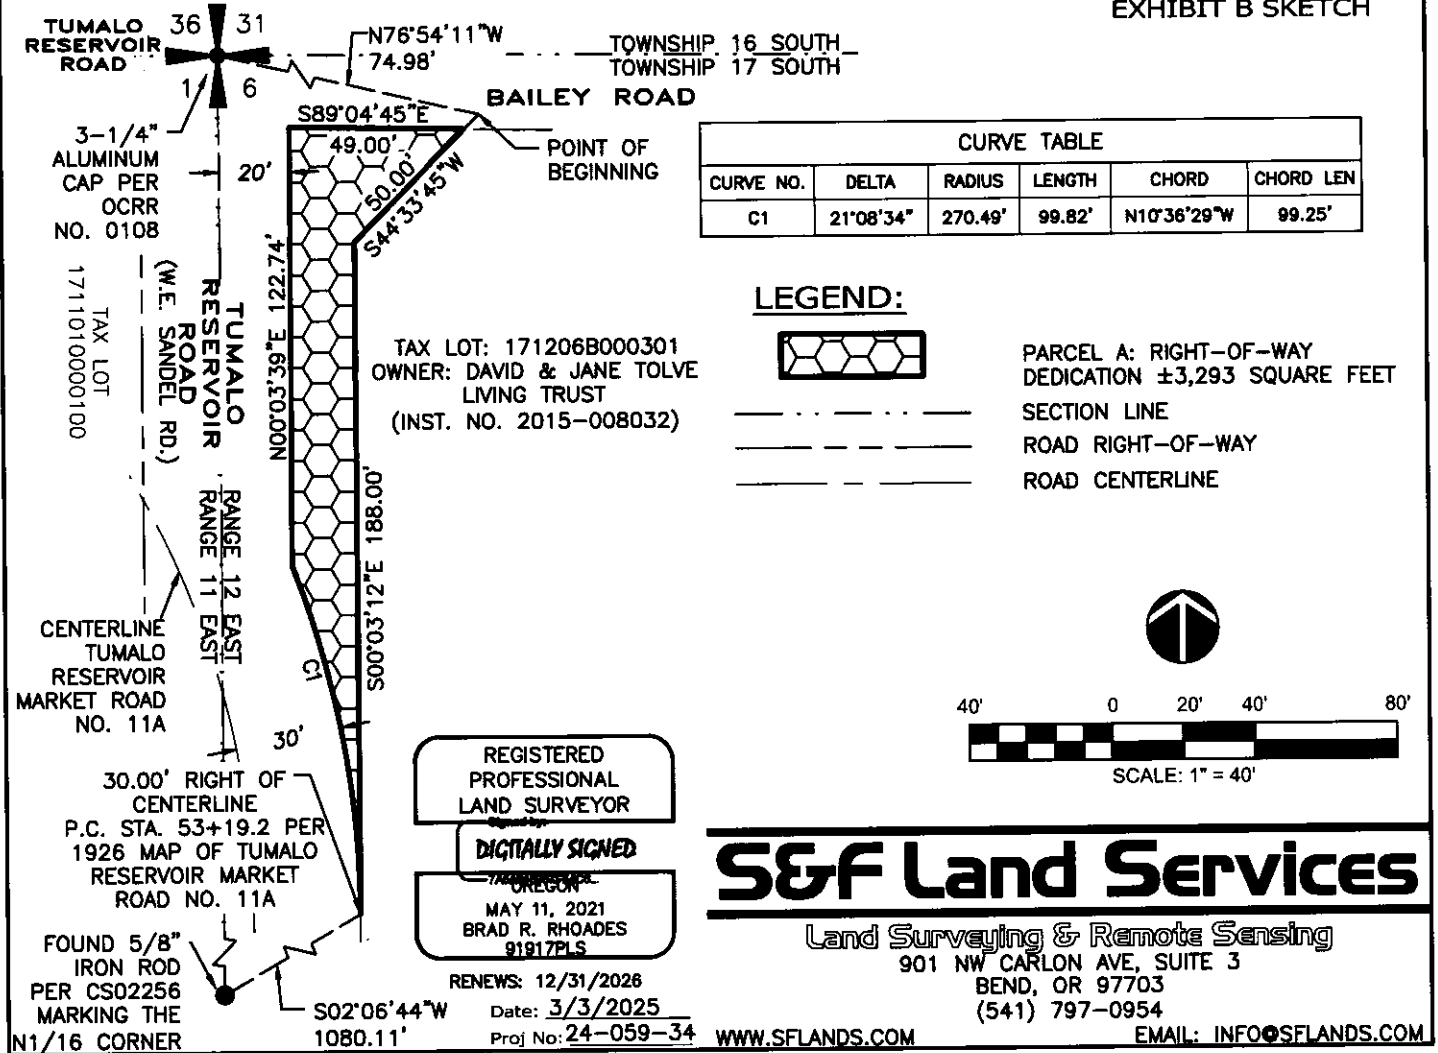 EXHIBIT B SKETCH
TUMALO
RESERVOIR
ROAD
36
31
1
6
N76°54'11"W
74.98'
TOWNSHIP 16 SOUTH
TOWNSHIP 17 SOUTH
BAILEY ROAD
S89°04'45"E
49.00'
50.00'
S44°33'45"W
POINT OF
BEGINNING
3-1/4"
ALUMINUM
CAP PER
OCRR
NO. 0108
20'
CURVE TABLE
CURVE NO. DELTA RADIUS LENGTH CHORD CHORD LEN
C1 21°08'34" 270.49' 99.82' N10°36'29"W 99.25'
TAX LOT
1711010000100
(W.E. SANDEL RD.)
TUMALO
RESERVOIR
ROAD
N00°03'39"E 122.74'
TAX LOT: 171206B000301
OWNER: DAVID & JANE TOLVE
LIVING TRUST
(INST. NO. 2015-008032)
LEGEND:
PARCEL A: RIGHT-OF-WAY
DEDICATION ±3,293 SQUARE FEET
SECTION LINE
ROAD RIGHT-OF-WAY
ROAD CENTERLINE
RANGE 12 EAST
RANGE 11 EAST
S00°03'12"E 188.00'
C1
CENTERLINE
TUMALO
RESERVOIR
MARKET ROAD
NO. 11A
30'
30.00' RIGHT OF
CENTERLINE
P.C. STA. 53+19.2 PER
1926 MAP OF TUMALO
RESERVOIR MARKET
ROAD NO. 11A
FOUND 5/8"
IRON ROD
PER CS02256
MARKING THE
N1/16 CORNER
S02°06'44"W
1080.11'
REGISTERED
PROFESSIONAL
LAND SURVEYOR
Signed by:
DIGITALLY SIGNED
OREGON
MAY 11, 2021
BRAD R. RHOADES
91917PLS
RENEWS: 12/31/2026
Date: 3/3/2025
Proj No: 24-059-34
40' 0 20' 40' 80'
SCALE: 1" = 40'
S&F Land Services
Land Surveying & Remote Sensing
901 NW CARLON AVE, SUITE 3
BEND, OR 97703
(541) 797-0954
WWW.SFLANDS.COM
EMAIL: INFO@SFLANDS.COM